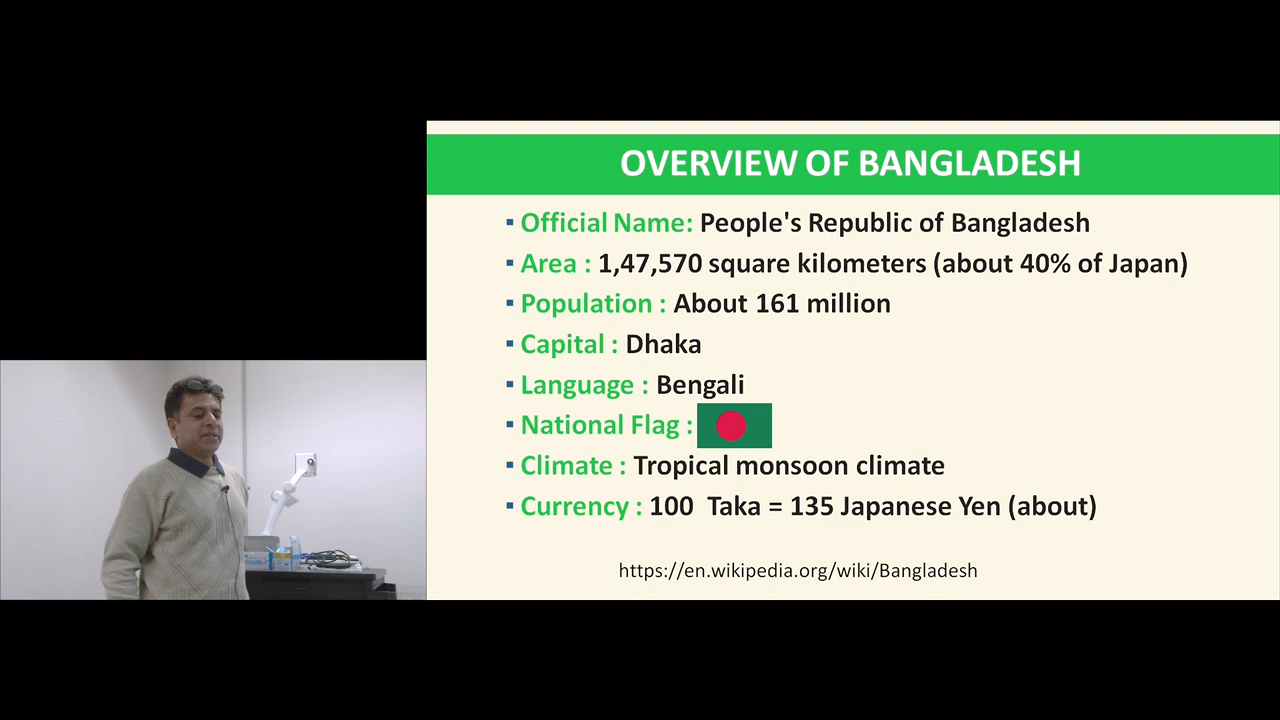 OVERVIEW OF BANGLADESH
▪ Official Name: People's Republic of Bangladesh
▪ Area : 1,47,570 square kilometers (about 40% of Japan)
▪ Population : About 161 million
▪ Capital : Dhaka
▪ Language : Bengali
▪ National Flag :
▪ Climate : Tropical monsoon climate
▪ Currency : 100 Taka = 135 Japanese Yen (about)
https://en.wikipedia.org/wiki/Bangladesh